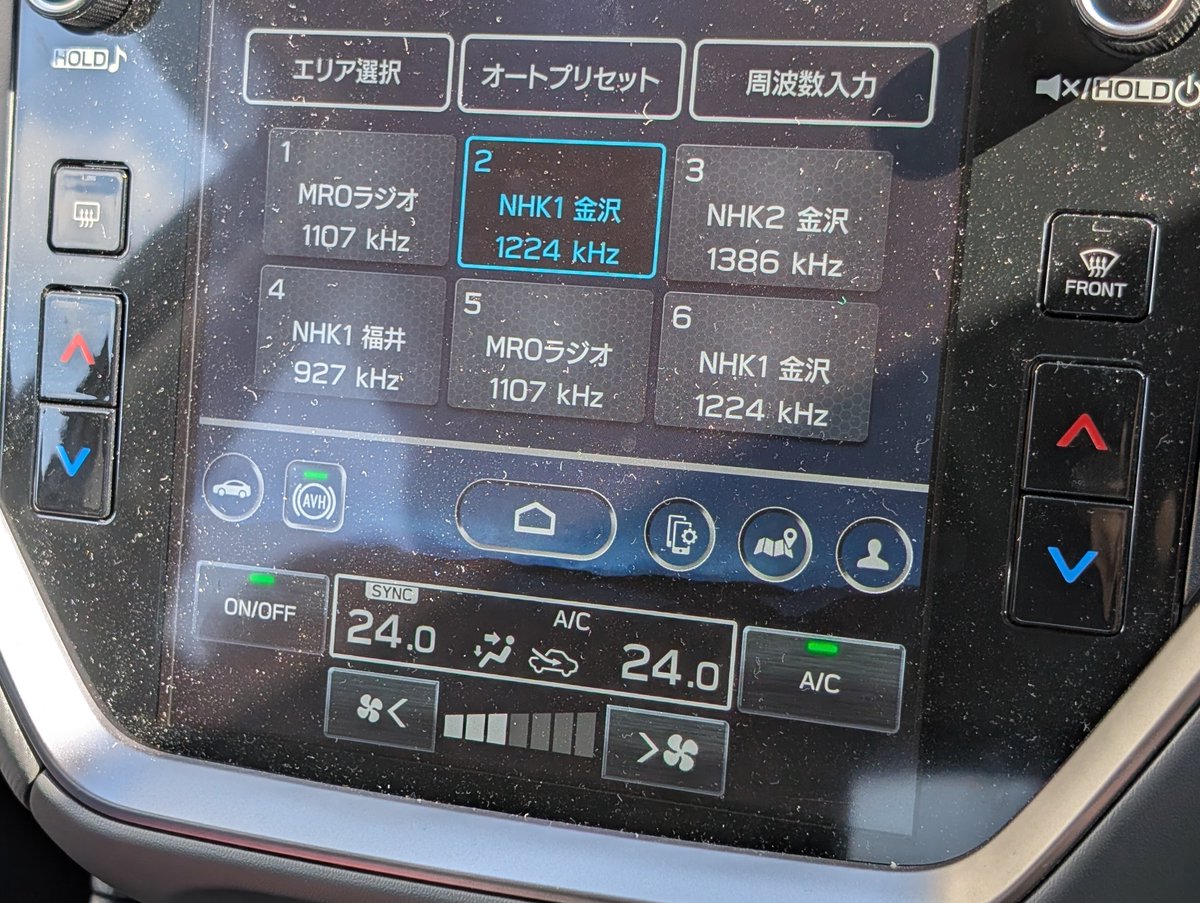 HOLD♪
×/HOLD
エリア選択
オートプリセット
周波数入力
1
MROラジオ
1107 kHz
2
NHK1 金沢
1224 kHz
3
NHK2 金沢
1386 kHz
4
NHK1 福井
927 kHz
5
MROラジオ
1107 kHz
6
NHK1 金沢
1224 kHz
FRONT
AVH
ON/OFF
SYNC
24.0
A/C
24.0
A/C
<
>